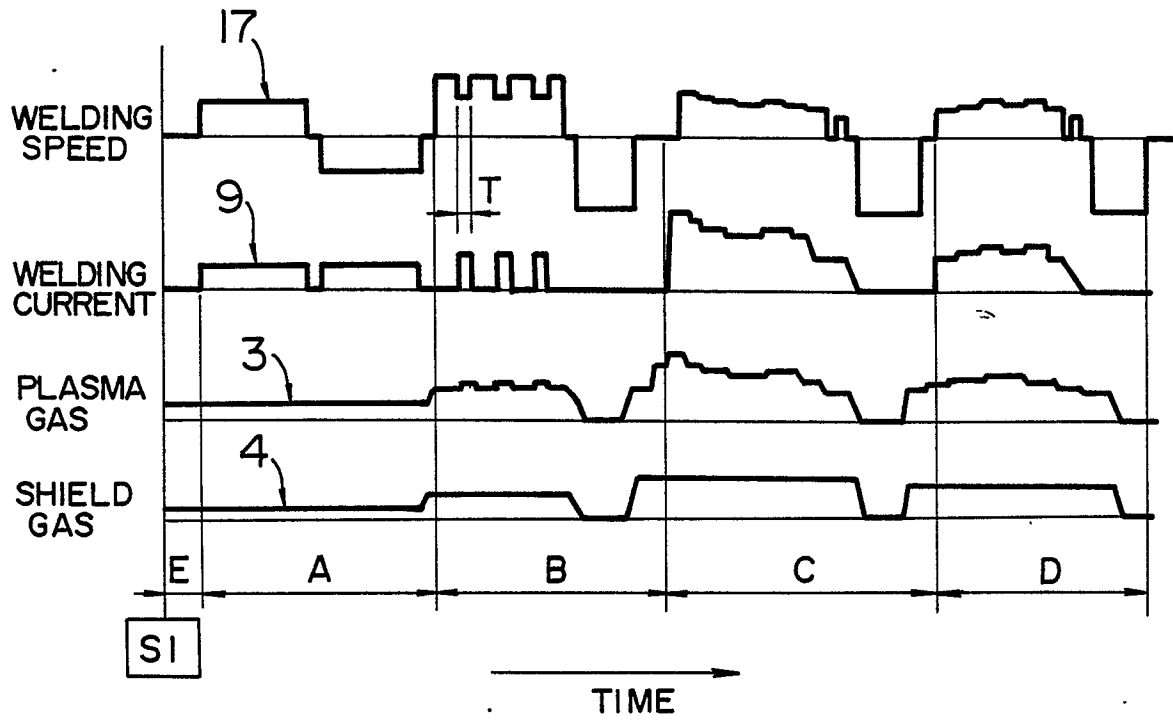 17
WELDING
SPEED
T
9
WELDING
CURRENT
3
PLASMA
GAS
4
SHIELD
GAS
E A B C D
S1
TIME